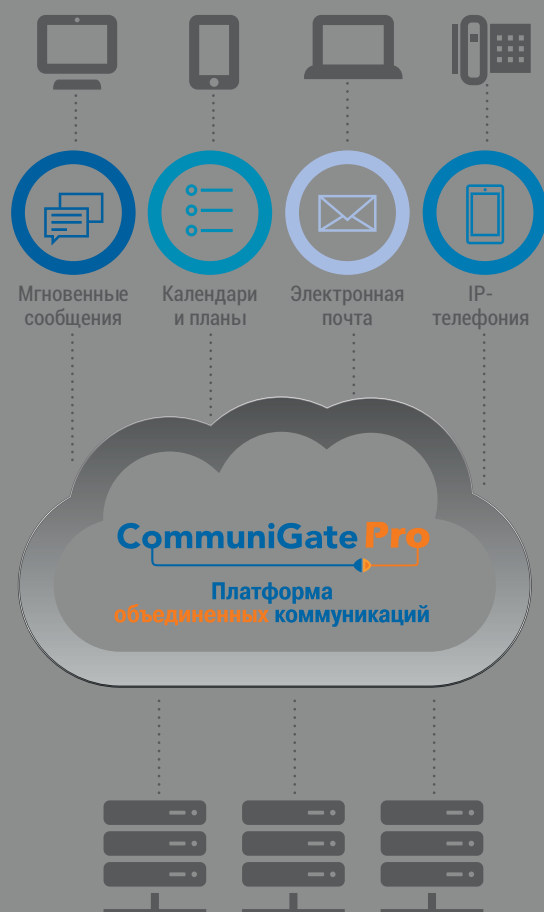 Мгновенные
сообщения
Календари
и планы
Электронная
почта
IP-
телефония
CommuniGate Pro
Платформа
объединенных коммуникаций